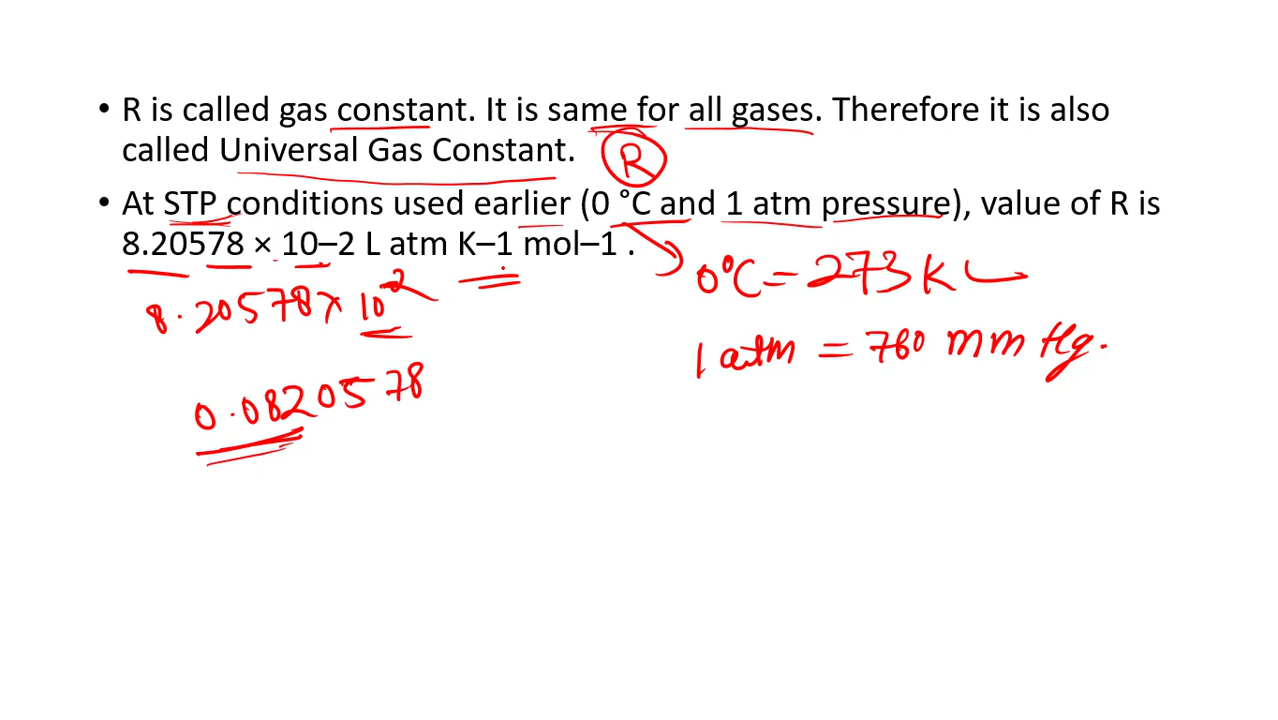 • R is called gas constant. It is same for all gases. Therefore it is also
called Universal Gas Constant.
R
• At STP conditions used earlier (0 °C and 1 atm pressure), value of R is
8.20578 × 10–2 L atm K–1 mol–1 .
0°C = 273 K
8.20578 × 10-2
1 atm = 760 mm Hg.
0.0820578